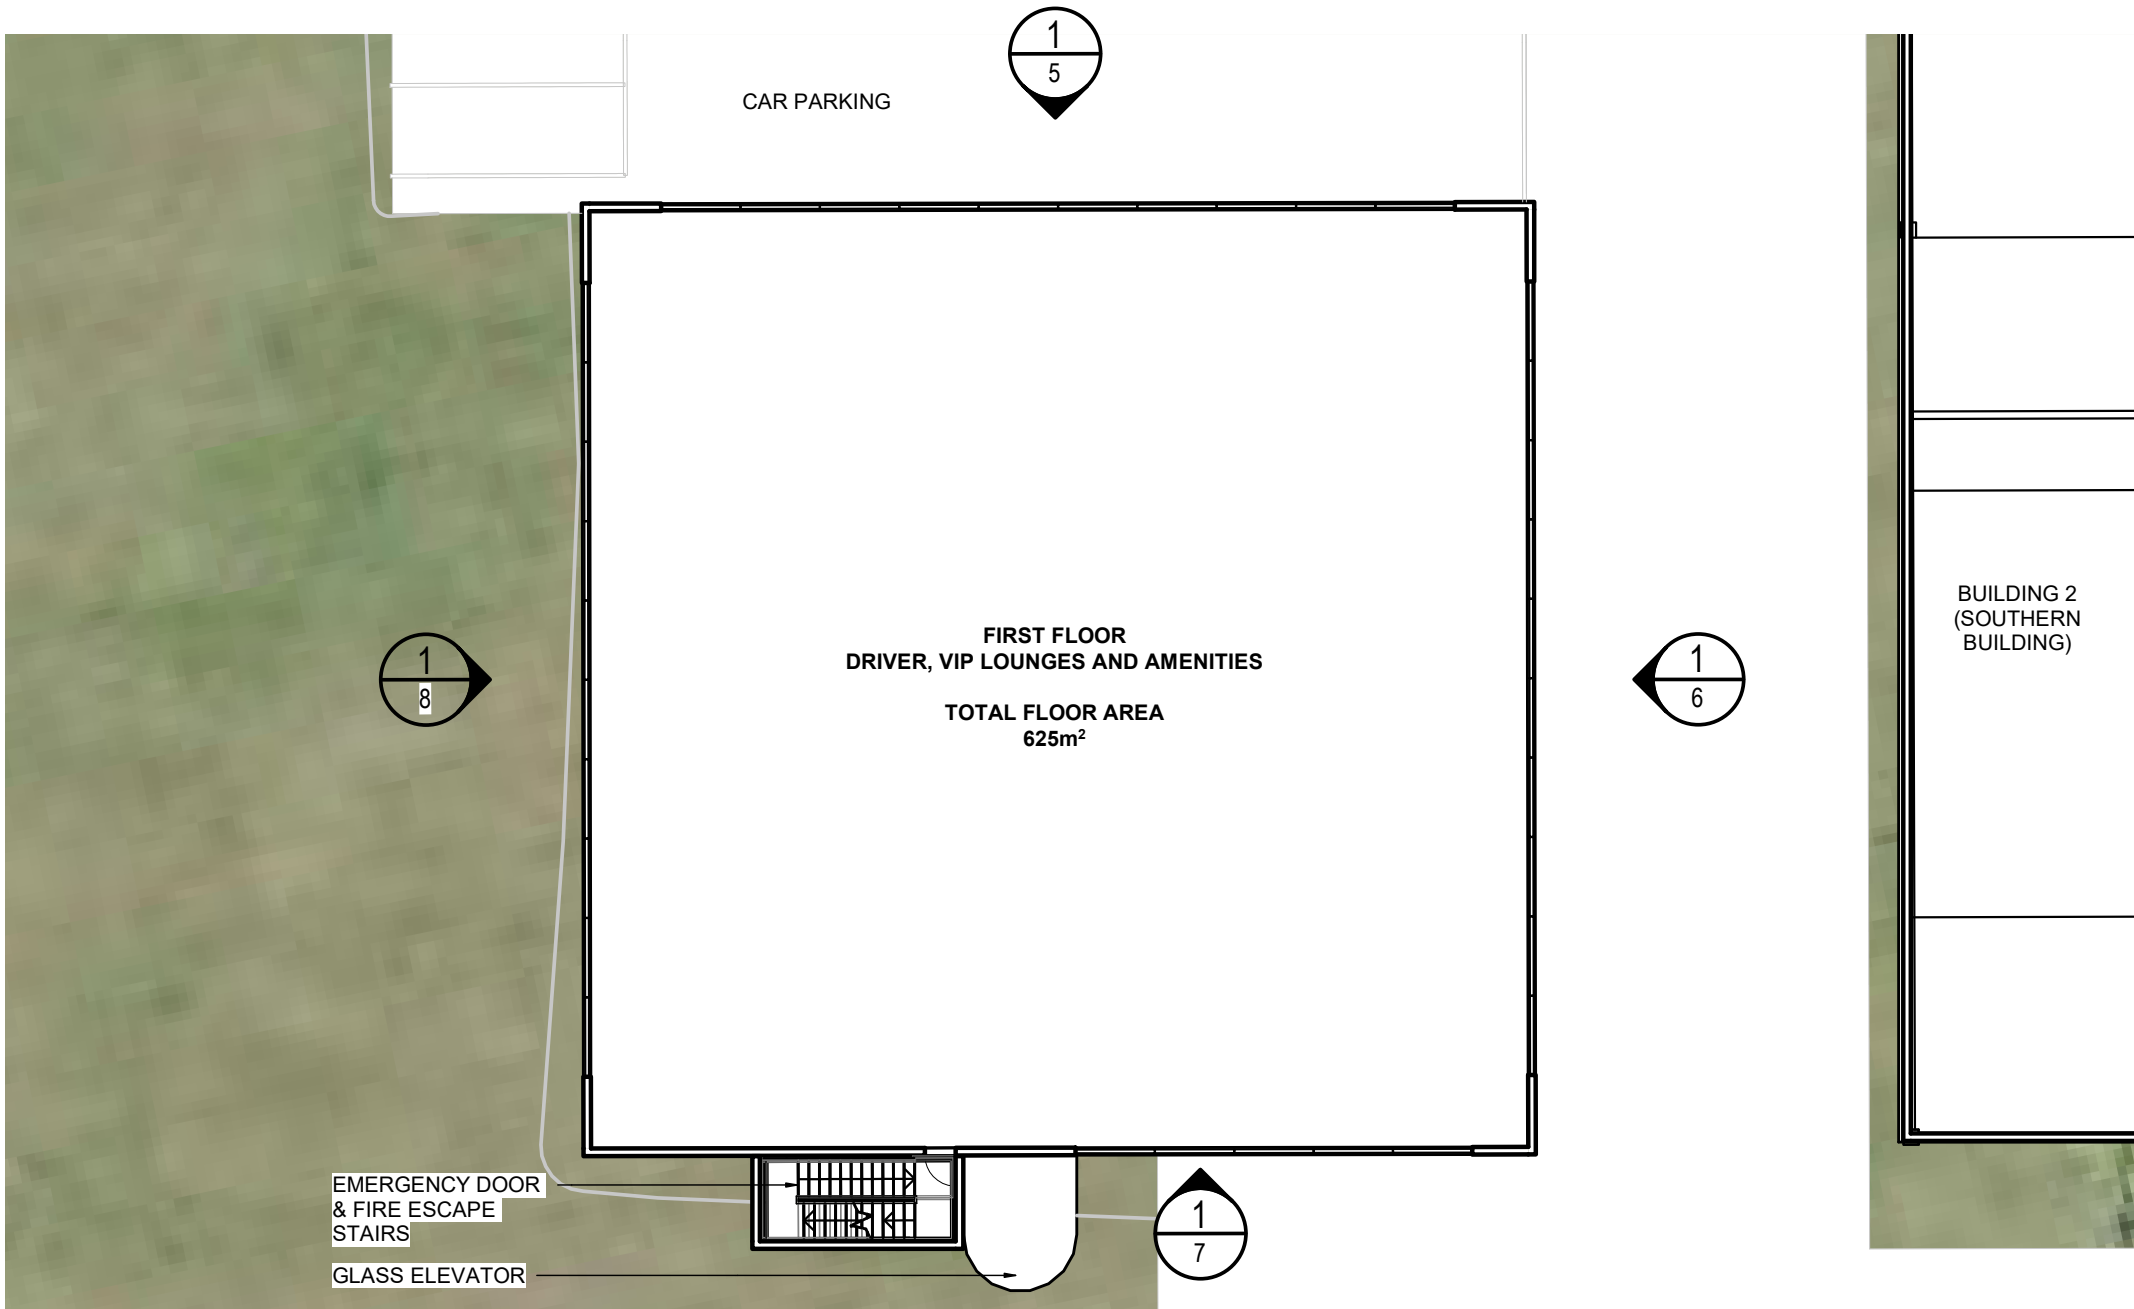 1
5
CAR PARKING
BUILDING 2
(SOUTHERN
BUILDING)
FIRST FLOOR
DRIVER, VIP LOUNGES AND AMENITIES
TOTAL FLOOR AREA
625m²
1
8
1
6
EMERGENCY DOOR
& FIRE ESCAPE
STAIRS
GLASS ELEVATOR
1
7